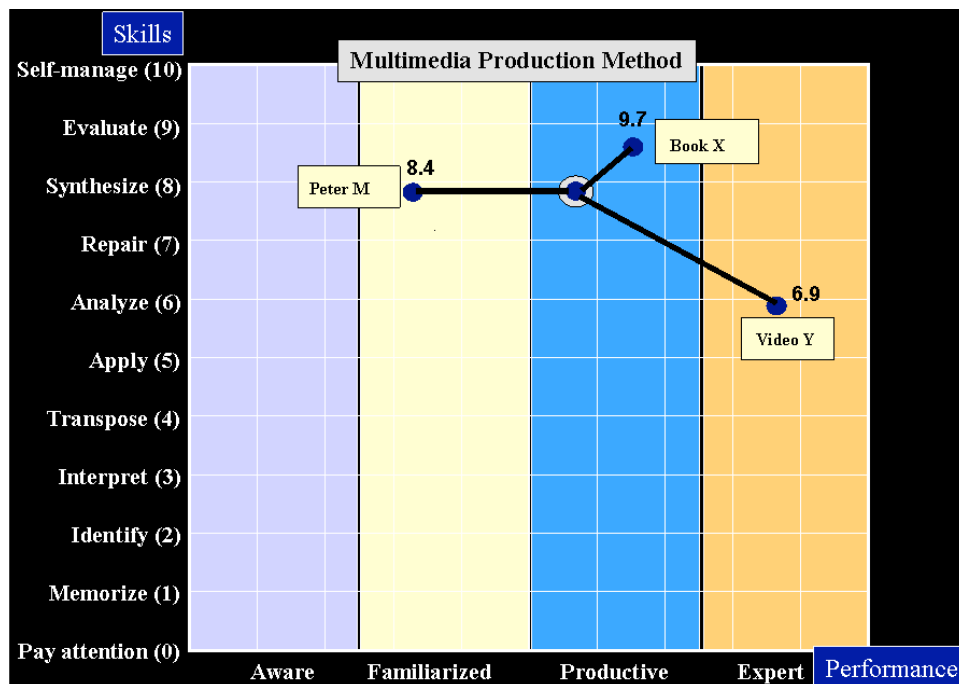 Skills
Multimedia Production Method
Self-manage (10)
Evaluate (9)
Synthesize (8)
Repair (7)
Analyze (6)
Apply (5)
Transpose (4)
Interpret (3)
Identify (2)
Memorize (1)
Pay attention (0)
9.7
Book X
8.4
Peter M
6.9
Video Y
Aware
Familiarized
Productive
Expert
Performance